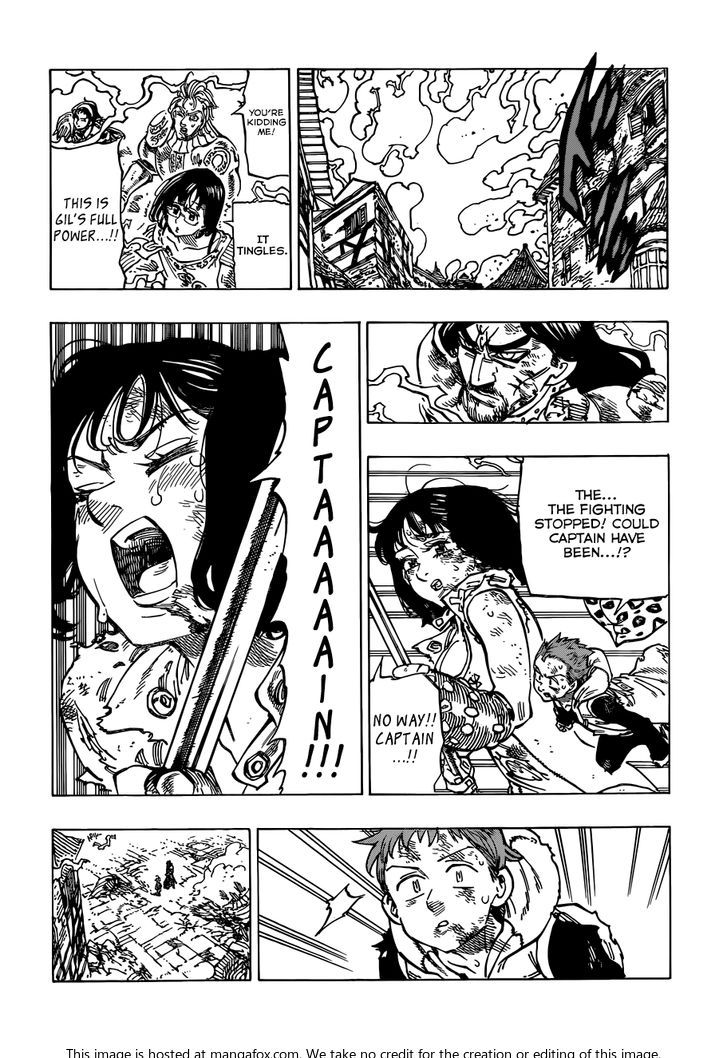 YOU'RE
KIDDING
ME!
IT
TINGLES.
THIS IS
GIL'S FULL
POWER...!!
THE...
THE FIGHTING
STOPPED! COULD
CAPTAIN HAVE
BEEN...!?
NO WAY!!
CAPTAIN
...!!
CAPTAAAAAAIN!!!
This image is hosted at mangafox.com. We take no credit for the creation or editing of this image.